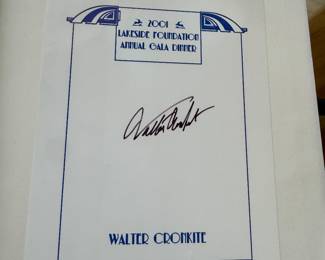 2001
LAKESIDE FOUNDATION
ANNUAL GALA DINNER
Walter Cronkite
WALTER CRONKITE